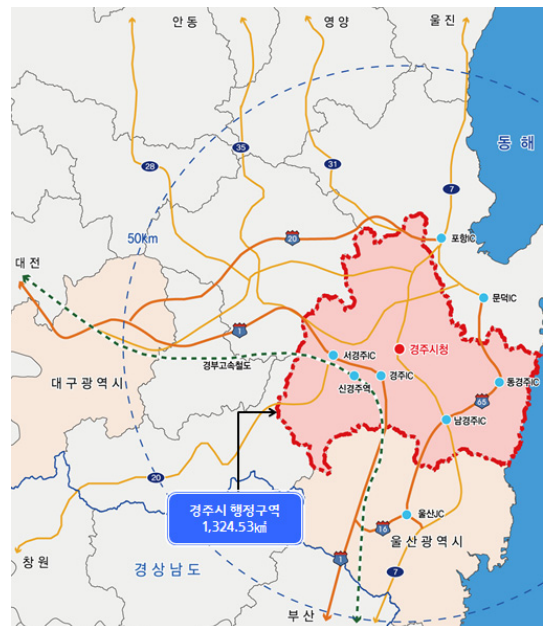 안동
영양
울진
35
28
31
7
동해
50km
20
포항IC
대전
문덕IC
1
경부고속철도
서경주IC
경주시청
대구광역시
신경주역
경주IC
동경주IC
65
남경주IC
20
경주시 행정구역
1,324.53㎢
울산JC
16
울산광역시
창원
경상남도
1
7
부산